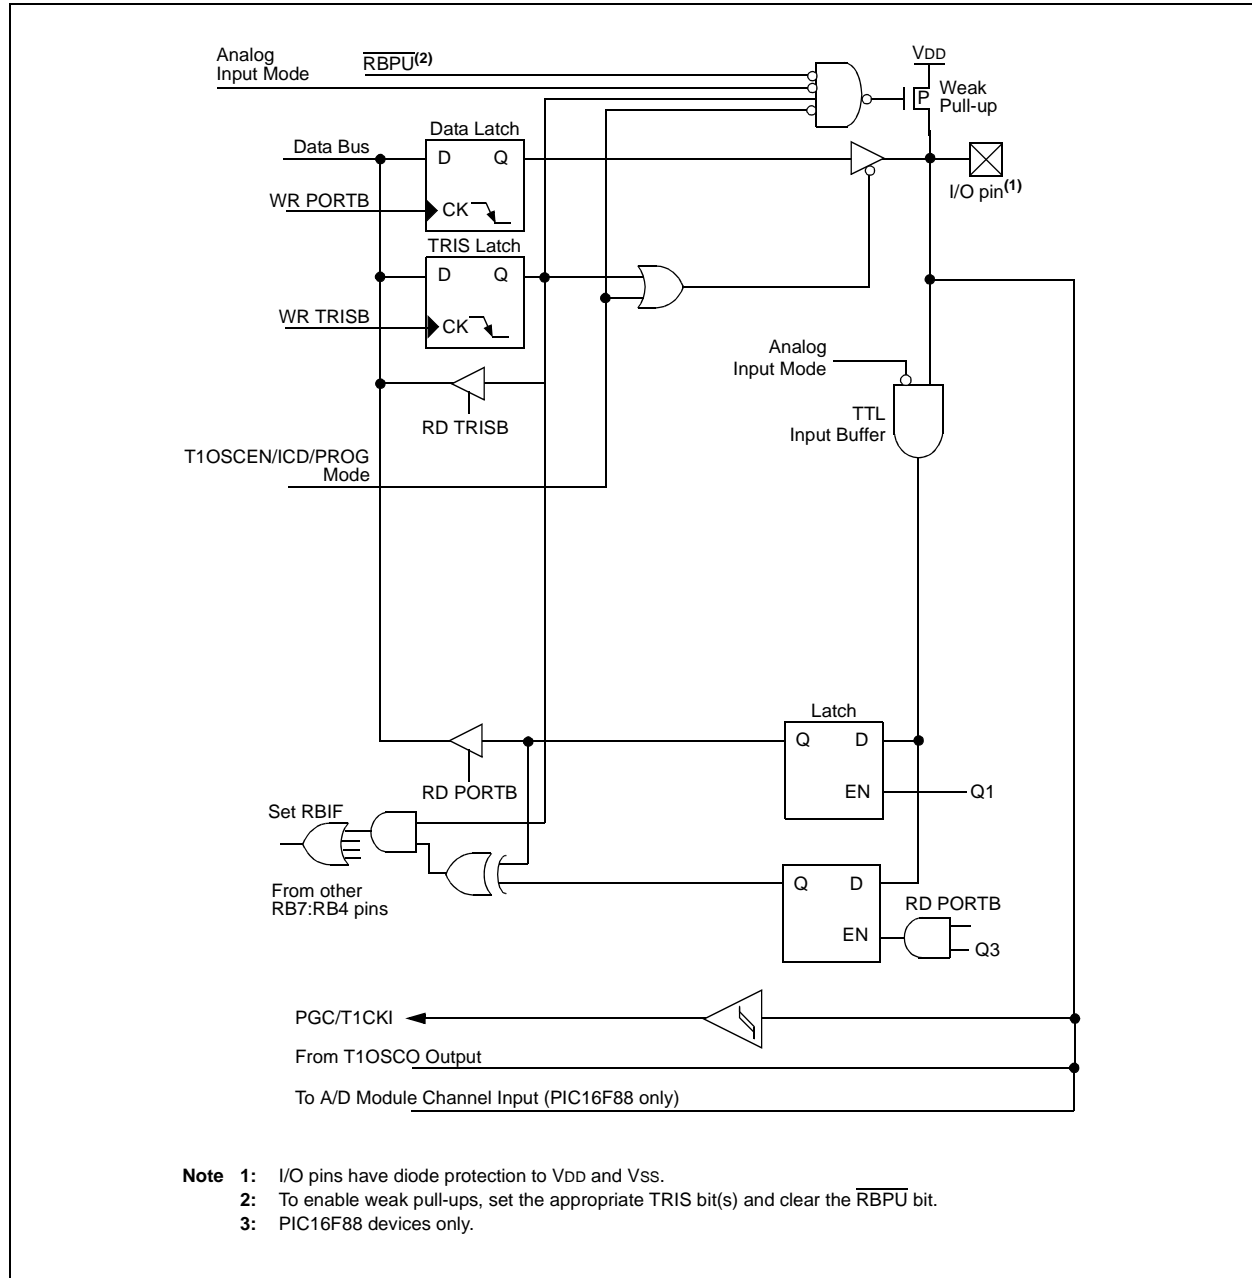 Analog
Input Mode
RBPU(2)
VDD
P
Weak
Pull-up
Data Latch
Data Bus
D Q
I/O pin(1)
WR PORTB
CK
TRIS Latch
D Q
WR TRISB
CK
Analog
Input Mode
RD TRISB
TTL
Input Buffer
T1OSCEN/ICD/PROG
Mode
Latch
Q D
RD PORTB
EN
Q1
Set RBIF
Q D
From other
RB7:RB4 pins
RD PORTB
EN
Q3
PGC/T1CKI
From T1OSCO Output
To A/D Module Channel Input (PIC16F88 only)
Note 1: I/O pins have diode protection to VDD and VSS.
2: To enable weak pull-ups, set the appropriate TRIS bit(s) and clear the RBPU bit.
3: PIC16F88 devices only.